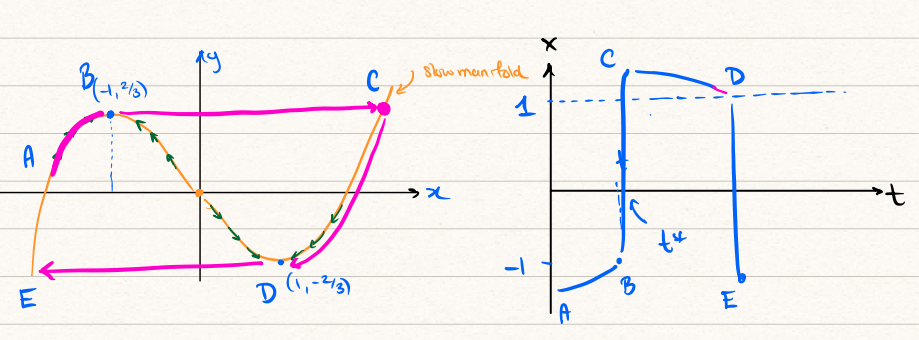 y
B(-1, 2/3)
C
slow manifold
A
x
E
D (1, -2/3)
x
C
D
1
t
t*
-1
B
A
E